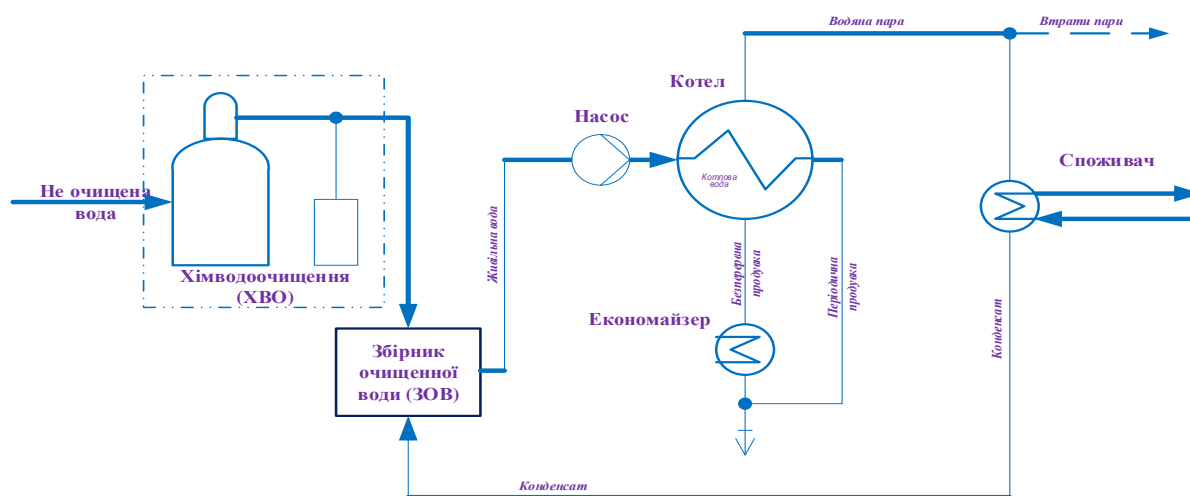 Водяна пара
Втрати пари
Котел
Насос
Споживач
Котлова
вода
Не очищена
вода
Живільна вода
Безперервна
продувка
Періодична
продувка
Хімводоочищення
(ХВО)
Економайзер
Конденсат
Збірник
очищенної
води (ЗОВ)
Конденсат